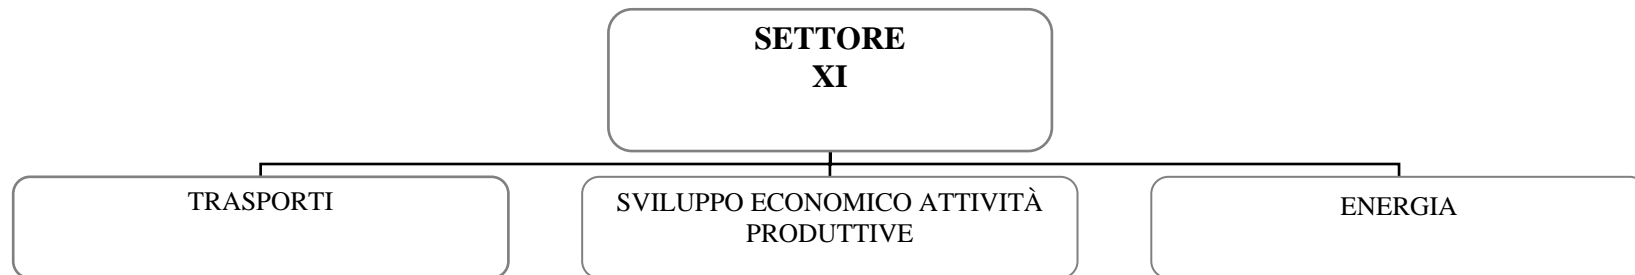 SETTORE
XI
TRASPORTI
SVILUPPO ECONOMICO ATTIVITÀ
PRODUTTIVE
ENERGIA